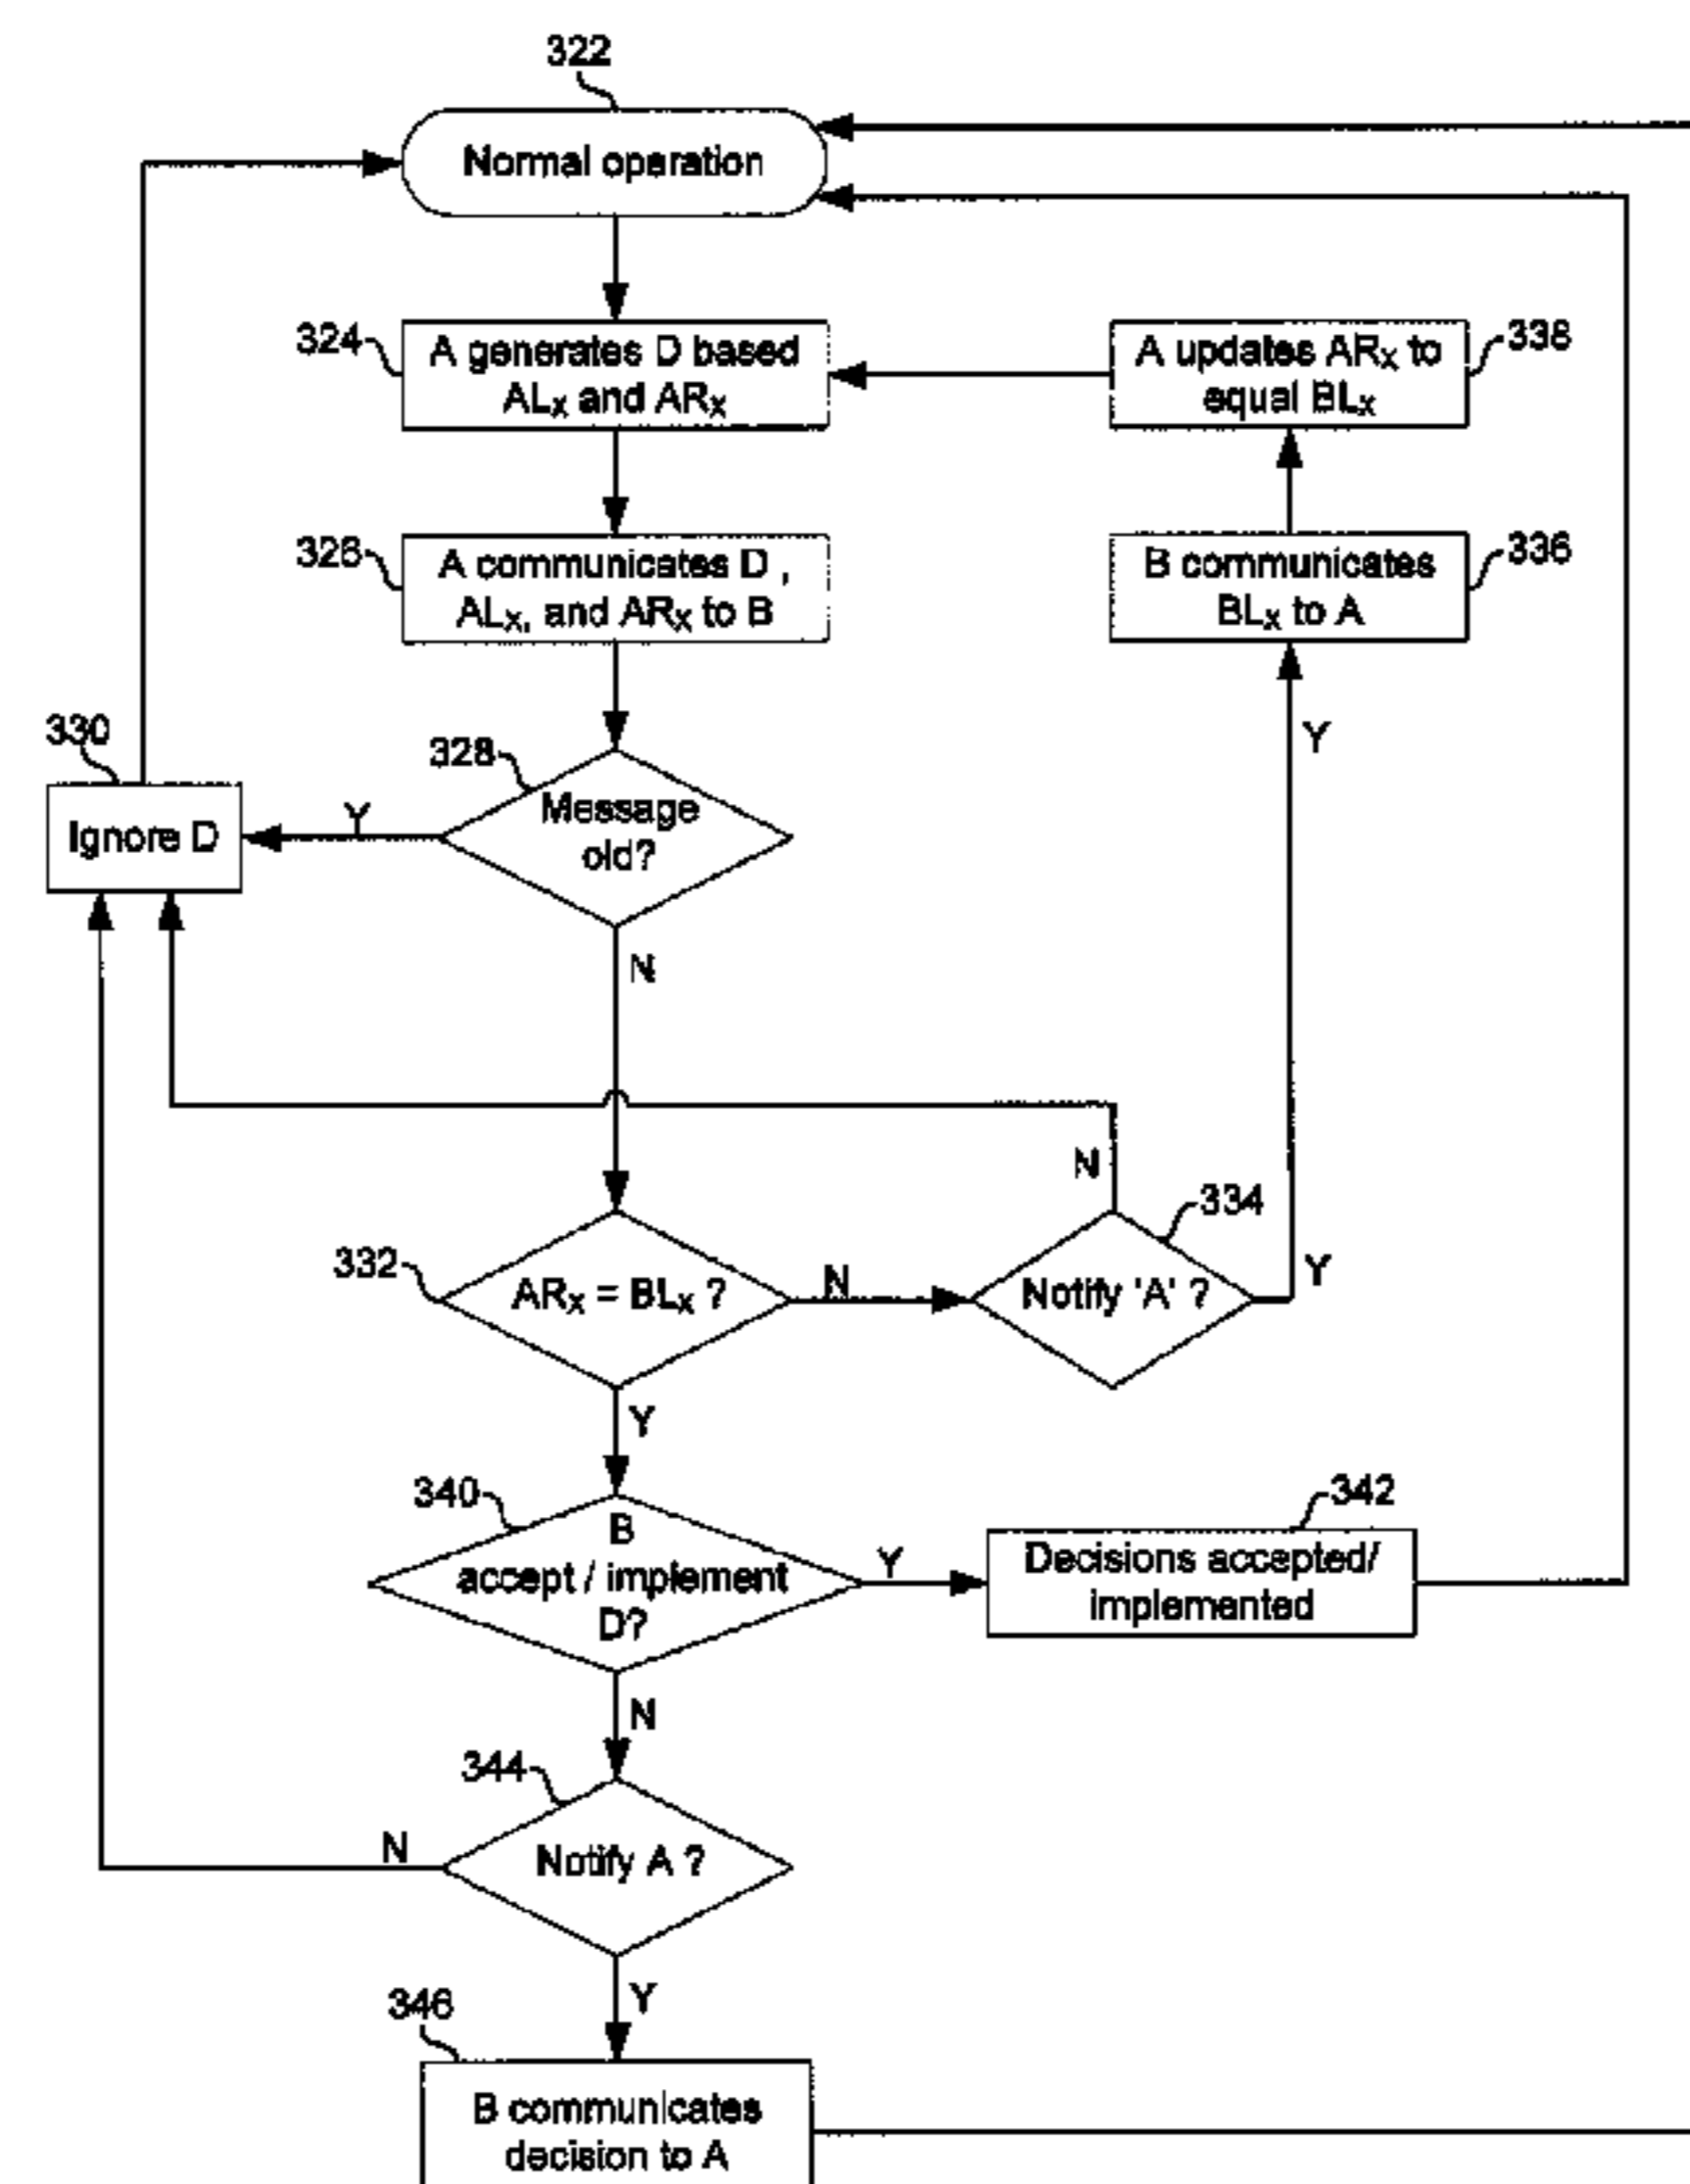 322
Normal operation
324
A generates D based
ALX and ARX
A updates ARX to
equal BLX
338
326
A communicates D ,
ALX, and ARX to B
B communicates
BLX to A
336
330
Ignore D
Y
328
Message
old?
Y
N
N
334
332
ARX = BLX ?
N
Notify 'A' ?
Y
Y
340
B
accept / implement
D?
Y
342
Decisions accepted/
implemented
N
344
N
Notify A ?
Y
346
B communicates
decision to A